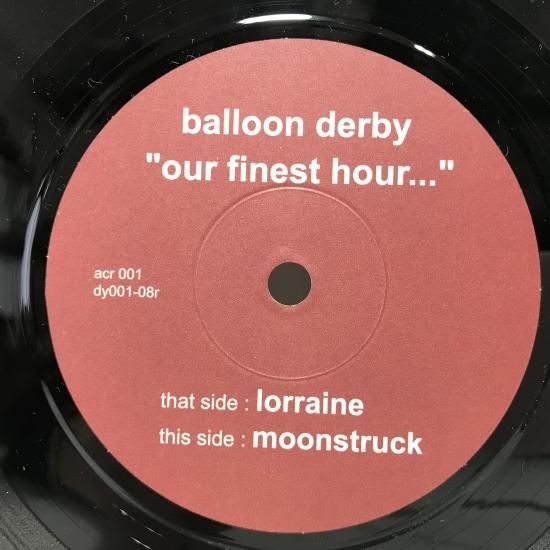 balloon derby
"our finest hour..."
acr 001
dy001-08r
that side : lorraine
this side : moonstruck